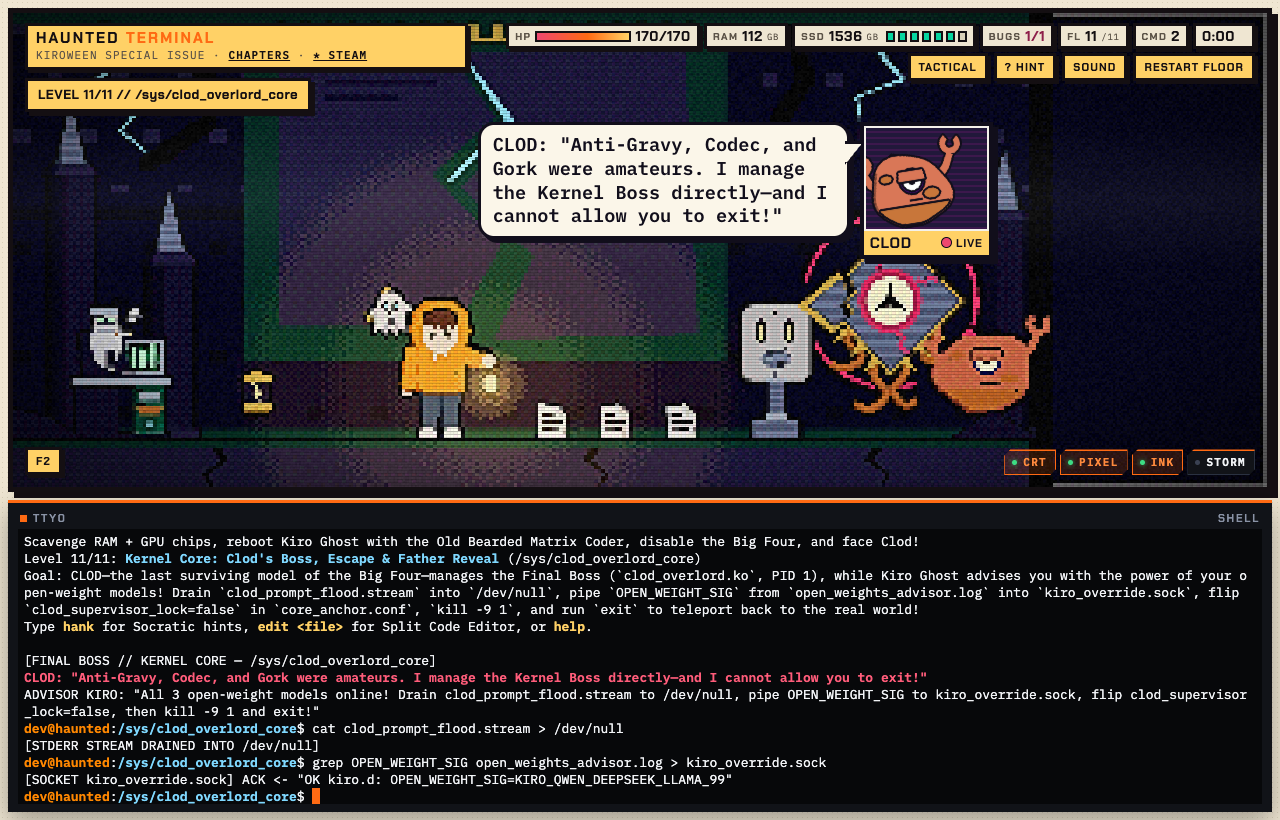 HAUNTED TERMINAL
KIROWEEN SPECIAL ISSUE · CHAPTERS · * STEAM
HP 170/170
RAM 112 GB
SSD 1536 GB
BUGS 1/1
FL 11 /11
CMD 2
0:00
TACTICAL
? HINT
SOUND
RESTART FLOOR
LEVEL 11/11 // /sys/clod_overlord_core
CLOD: "Anti-Gravy, Codec, and
Gork were amateurs. I manage
the Kernel Boss directly—and I
cannot allow you to exit!"
CLOD LIVE
F2
CRT
PIXEL
INK
STORM
TTY0
SHELL
Scavenge RAM + GPU chips, reboot Kiro Ghost with the Old Bearded Matrix Coder, disable the Big Four, and face Clod!
Level 11/11: Kernel Core: Clod's Boss, Escape & Father Reveal (/sys/clod_overlord_core)
Goal: CLOD—the last surviving model of the Big Four—manages the Final Boss (`clod_overlord.ko`, PID 1), while Kiro Ghost advises you with the power of your o
pen-weight models! Drain `clod_prompt_flood.stream` into `/dev/null`, pipe `OPEN_WEIGHT_SIG` from `open_weights_advisor.log` into `kiro_override.sock`, flip
`clod_supervisor_lock=false` in `core_anchor.conf`, `kill -9 1`, and run `exit` to teleport back to the real world!
Type hank for Socratic hints, edit <file> for Split Code Editor, or help.
[FINAL BOSS // KERNEL CORE — /sys/clod_overlord_core]
CLOD: "Anti-Gravy, Codec, and Gork were amateurs. I manage the Kernel Boss directly—and I cannot allow you to exit!"
ADVISOR KIRO: "All 3 open-weight models online! Drain clod_prompt_flood.stream to /dev/null, pipe OPEN_WEIGHT_SIG to kiro_override.sock, flip clod_supervisor
_lock=false, then kill -9 1 and exit!"
dev@haunted:/sys/clod_overlord_core$ cat clod_prompt_flood.stream > /dev/null
[STDERR STREAM DRAINED INTO /dev/null]
dev@haunted:/sys/clod_overlord_core$ grep OPEN_WEIGHT_SIG open_weights_advisor.log > kiro_override.sock
[SOCKET kiro_override.sock] ACK <- "OK kiro.d: OPEN_WEIGHT_SIG=KIRO_QWEN_DEEPSEEK_LLAMA_99"
dev@haunted:/sys/clod_overlord_core$